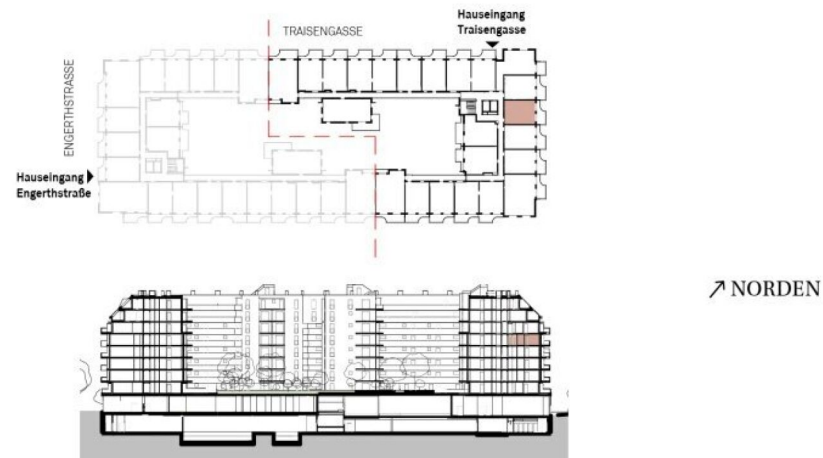 TRAISENGASSE
Hauseingang
Traisengasse
ENGERTHSTRASSE
Hauseingang
Engerthstraße
NORDEN